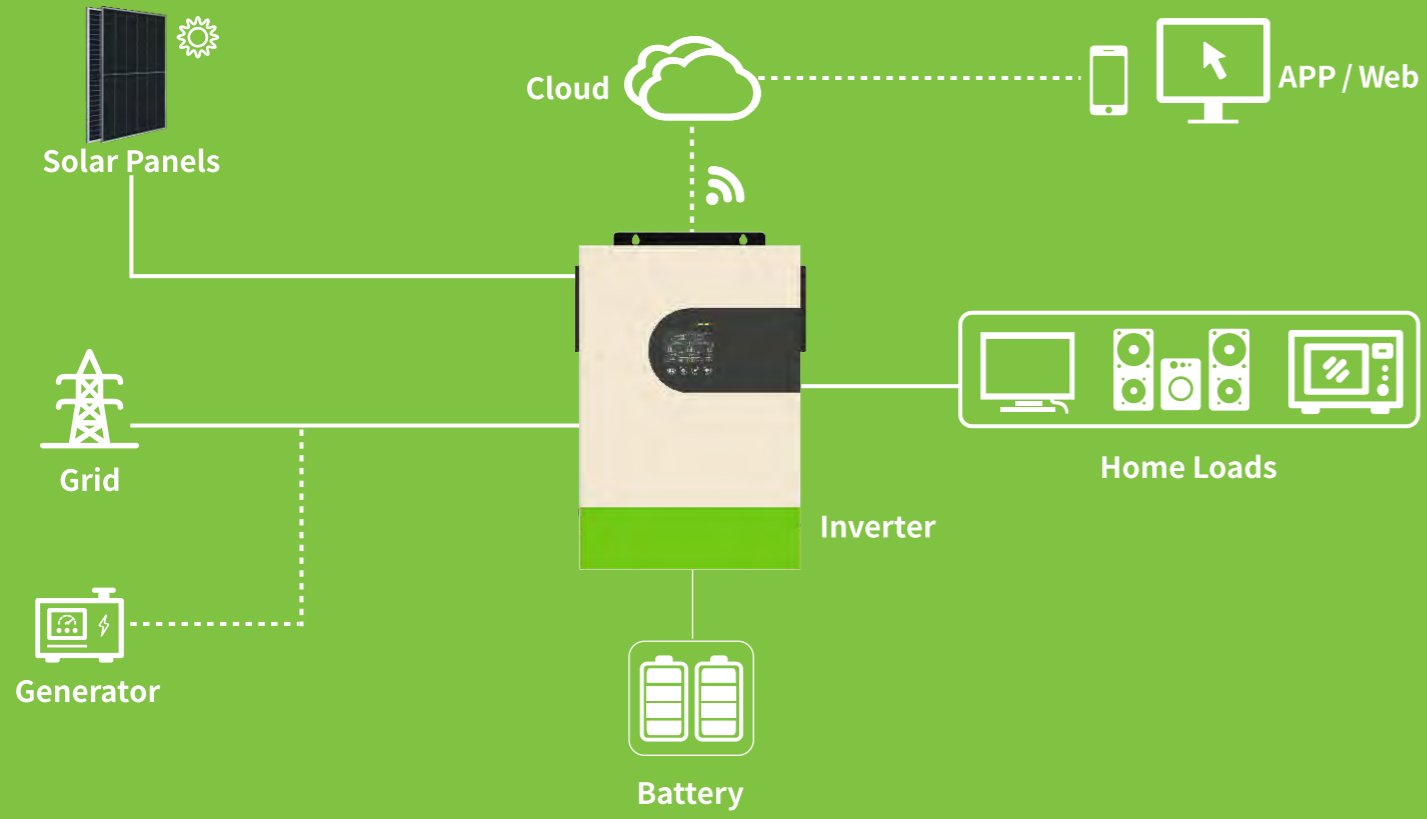 Cloud
APP / Web
Solar Panels
Grid
Home Loads
Inverter
Generator
Battery